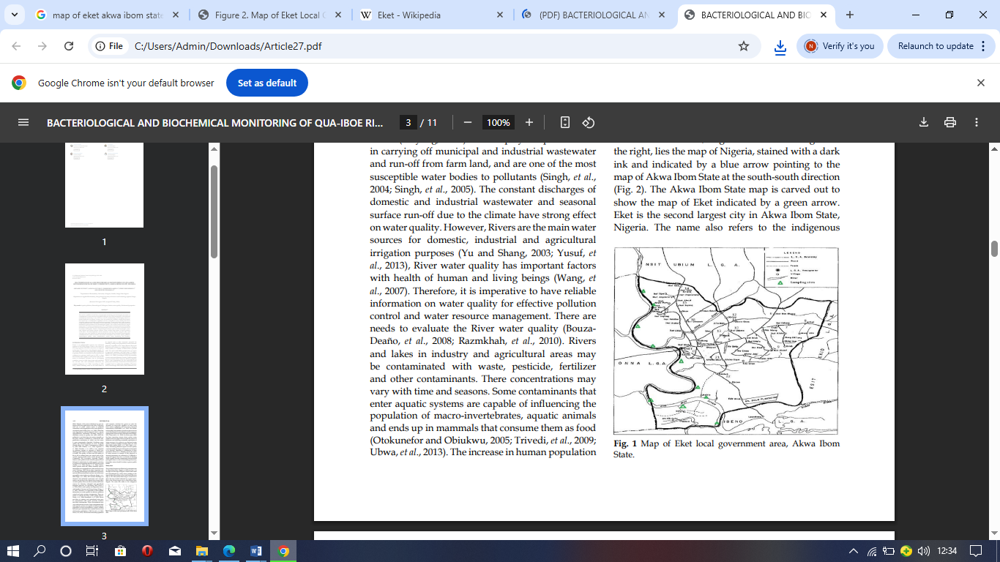 map of eket akwa ibom state
Figure 2. Map of Eket Local G
Eket - Wikipedia
(PDF) BACTERIOLOGICAL AN
BACTERIOLOGICAL AND BIO
File
C:/Users/Admin/Downloads/Article27.pdf
N
Verify it's you
Relaunch to update
Google Chrome isn't your default browser
Set as default
BACTERIOLOGICAL AND BIOCHEMICAL MONITORING OF QUA-IBOE RI...
3 / 11
100%
1
2
3
in carrying off municipal and industrial wastewater
and run-off from farm land, and are one of the most
susceptible water bodies to pollutants (Singh, et al.,
2004; Singh, et al., 2005). The constant discharges of
domestic and industrial wastewater and seasonal
surface run-off due to the climate have strong effect
on water quality. However, Rivers are the main water
sources for domestic, industrial and agricultural
irrigation purposes (Yu and Shang, 2003; Yusuf, et
al., 2013), River water quality has important factors
with health of human and living beings (Wang, et
al., 2007). Therefore, it is imperative to have reliable
information on water quality for effective pollution
control and water resource management. There are
needs to evaluate the River water quality (Bouza-
Deaño, et al., 2008; Razmkhah, et al., 2010). Rivers
and lakes in industry and agricultural areas may
be contaminated with waste, pesticide, fertilizer
and other contaminants. There concentrations may
vary with time and seasons. Some contaminants that
enter aquatic systems are capable of influencing the
population of macro-invertebrates, aquatic animals
and ends up in mammals that consume them as food
(Otokunefor and Obiukwu, 2005; Trivedi, et al., 2009;
Ubwa, et al., 2013). The increase in human population
the right, lies the map of Nigeria, stained with a dark
ink and indicated by a blue arrow pointing to the
map of Akwa Ibom State at the south-south direction
(Fig. 2). The Akwa Ibom State map is carved out to
show the map of Eket indicated by a green arrow.
Eket is the second largest city in Akwa Ibom State,
Nigeria. The name also refers to the indigenous
LEGEND
L.G.A. Boundary
L.G.A. Headquarter
Village
River
Sampling sites
NSIT UBIUM L. G. A.
ONNA L.G.A.
OIL PALM PLANTATION
IBENO L. G. A.
Fig. 1 Map of Eket local government area, Akwa Ibom
State.
12:34